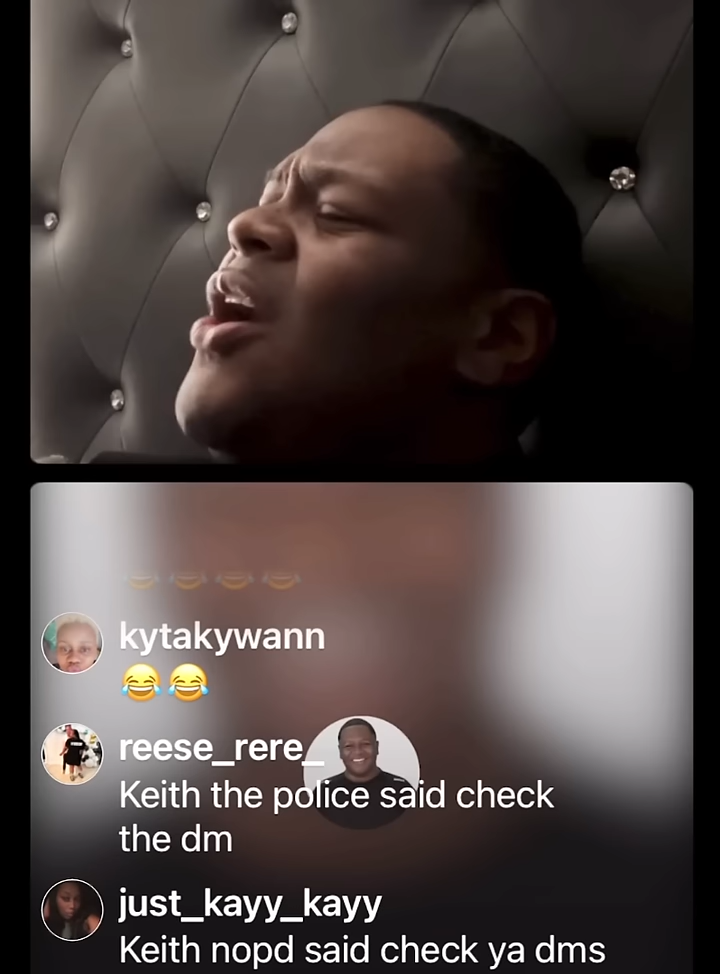 kytakywann
😂😂
reese_rere_
Keith the police said check
the dm
just_kayy_kayy
Keith nopd said check ya dms